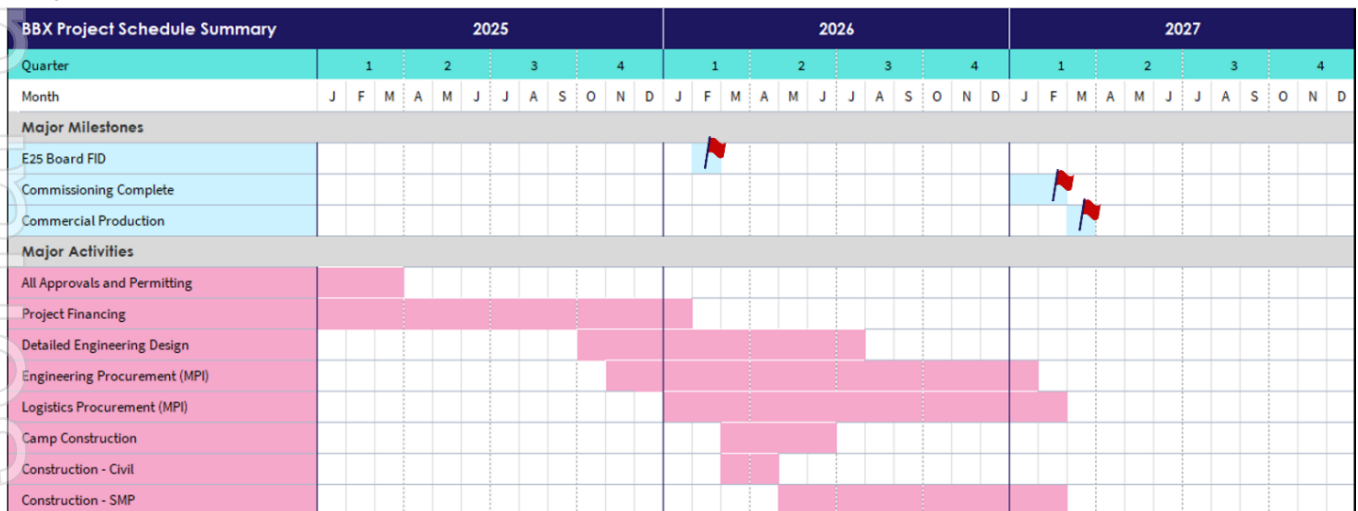 BBX Project Schedule Summary 2025 2026 2027
Quarter 1 2 3 4 1 2 3 4 1 2 3 4
Month J F M A M J J A S O N D J F M A M J J A S O N D J F M A M J J A S O N D
Major Milestones
E25 Board FID
Commissioning Complete
Commercial Production
Major Activities
All Approvals and Permitting
Project Financing
Detailed Engineering Design
Engineering Procurement (MPI)
Logistics Procurement (MPI)
Camp Construction
Construction - Civil
Construction - SMP